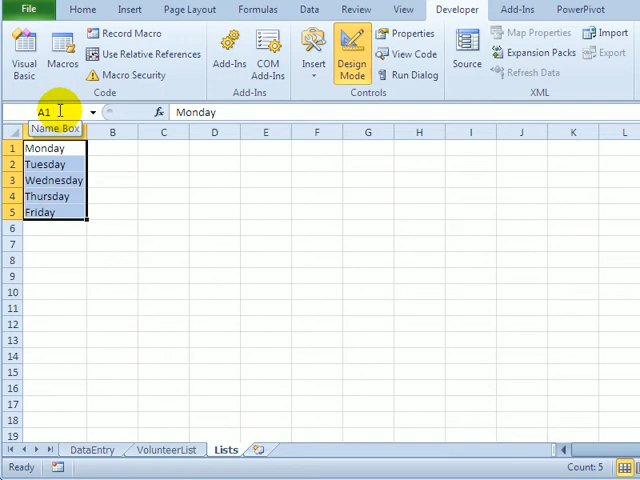 File Home Insert Page Layout Formulas Data Review View Developer Add-Ins PowerPivot
Visual Basic
Macros
Record Macro
Use Relative References
Macro Security
Code
Add-Ins
COM Add-Ins
Add-Ins
Insert
Design Mode
Properties
View Code
Run Dialog
Controls
Source
Map Properties
Expansion Packs
Refresh Data
Import
Export
XML
A1 fx Monday
Name Box
B C D E F G H I J K L
1 Monday
2 Tuesday
3 Wednesday
4 Thursday
5 Friday
6
7
8
9
10
11
12
13
14
15
16
17
18
19
DataEntry VolunteerList Lists
Ready Count: 5